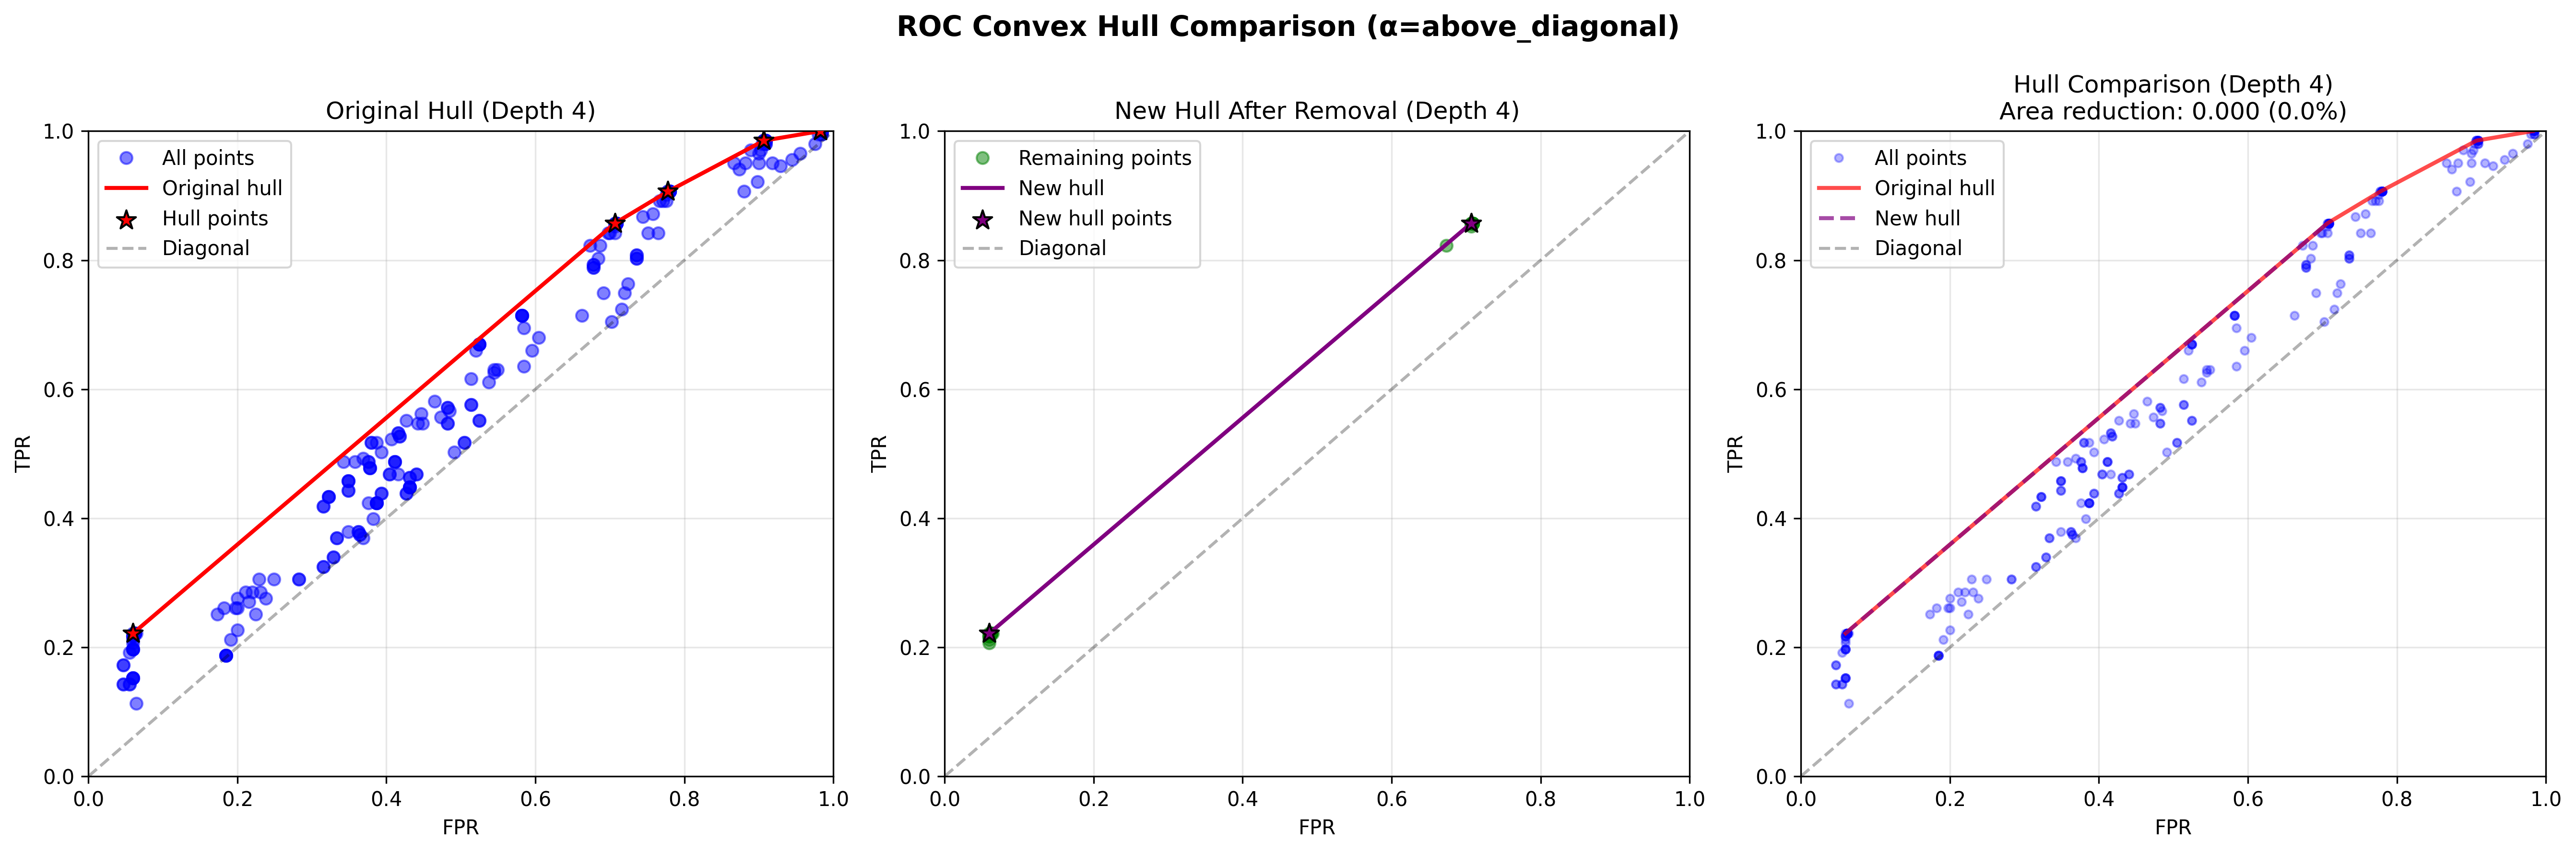 ROC Convex Hull Comparison (α=above_diagonal)
Original Hull (Depth 4)
1.0
0.8
0.6
0.4
0.2
0.0
TPR
All points
Original hull
Hull points
Diagonal
0.0 0.2 0.4 0.6 0.8 1.0
FPR
New Hull After Removal (Depth 4)
1.0
0.8
0.6
0.4
0.2
0.0
TPR
Remaining points
New hull
New hull points
Diagonal
0.0 0.2 0.4 0.6 0.8 1.0
FPR
Hull Comparison (Depth 4)
Area reduction: 0.000 (0.0%)
1.0
0.8
0.6
0.4
0.2
0.0
TPR
All points
Original hull
New hull
Diagonal
0.0 0.2 0.4 0.6 0.8 1.0
FPR